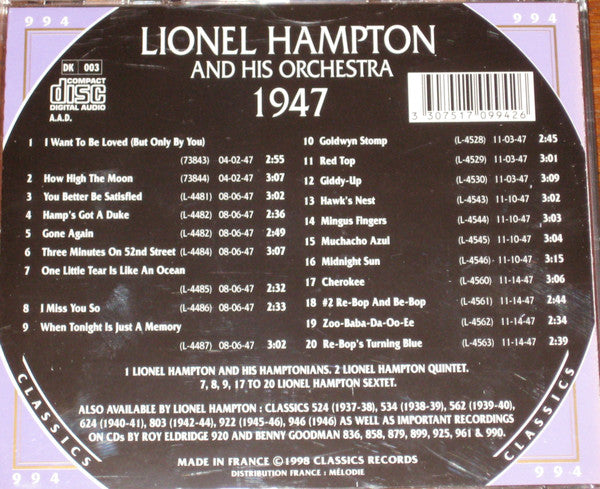 994
994
LIONEL HAMPTON
AND HIS ORCHESTRA
1947
DK 003
COMPACT
disc
DIGITAL AUDIO
A.A.D.
3 307517 099426
1 I Want To Be Loved (But Only By You)
(73843) 04-02-47 2:55
2 How High The Moon (73844) 04-02-47 3:07
3 You Better Be Satisfied (L-4481) 08-06-47 3:02
4 Hamp's Got A Duke (L-4482) 08-06-47 2:36
5 Gone Again (L-4482) 08-06-47 2:49
6 Three Minutes On 52nd Street (L-4484) 08-06-47 3:07
7 One Little Tear Is Like An Ocean
(L-4485) 08-06-47 2:32
8 I Miss You So (L-4486) 08-06-47 2:33
9 When Tonight Is Just A Memory
(L-4487) 08-06-47 3:02
10 Goldwyn Stomp (L-4528) 11-03-47 2:45
11 Red Top (L-4529) 11-03-47 3:01
12 Giddy-Up (L-4530) 11-03-47 3:09
13 Hawk's Nest (L-4543) 11-10-47 3:02
14 Mingus Fingers (L-4544) 11-10-47 3:03
15 Muchacho Azul (L-4545) 11-10-47 3:04
16 Midnight Sun (L-4546) 11-10-47 3:15
17 Cherokee (L-4560) 11-14-47 3:06
18 #2 Re-Bop And Be-Bop (L-4561) 11-14-47 2:44
19 Zoo-Baba-Da-Oo-Ee (L-4562) 11-14-47 2:34
20 Re-Bop's Turning Blue (L-4563) 11-14-47 2:39
1 LIONEL HAMPTON AND HIS HAMPTONIANS. 2 LIONEL HAMPTON QUINTET.
7, 8, 9, 17 TO 20 LIONEL HAMPTON SEXTET.
ALSO AVAILABLE BY LIONEL HAMPTON : CLASSICS 524 (1937-38), 534 (1938-39), 562 (1939-40),
624 (1940-41), 803 (1942-44), 922 (1945-46), 946 (1946) AS WELL AS IMPORTANT RECORDINGS
ON CDs BY ROY ELDRIDGE 920 AND BENNY GOODMAN 836, 858, 879, 899, 925, 961 & 990.
MADE IN FRANCE ©1998 CLASSICS RECORDS
DISTRIBUTION FRANCE : MÉLODIE
CLASSICS
CLASSICS
994
994